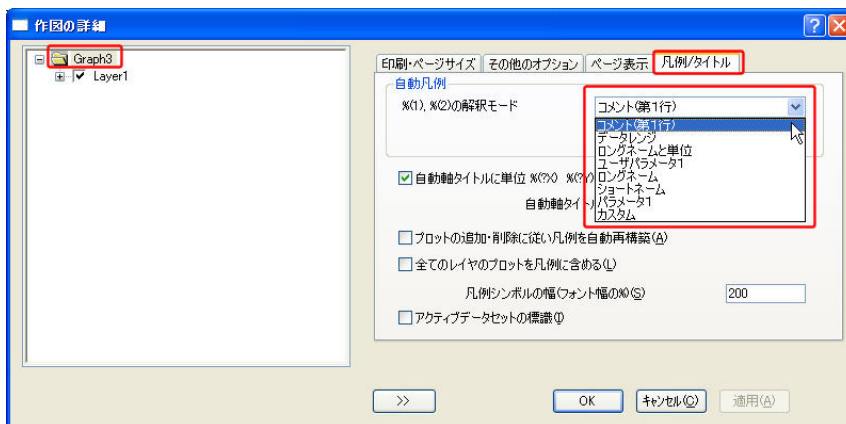 作図の詳細
Graph3
Layer1
印刷・ページサイズ その他のオプション ページ表示 凡例/タイトル
自動凡例
%(1), %(2)の解釈モード コメント(第1行)
コメント(第1行)
データレンジ
ロングネームと単位
ユーザパラメータ1
ロングネーム
ショートネーム
パラメータ1
カスタム
自動軸タイトルに単位 %(?X) %(?Y)
自動軸タイト
プロットの追加・削除に従い凡例を自動再構築(A)
全てのレイヤのプロットを凡例に含める(L)
凡例シンボルの幅(フォント幅の%)(S) 200
アクティブデータセットの標識(I)
>> OK キャンセル(C) 適用(A)